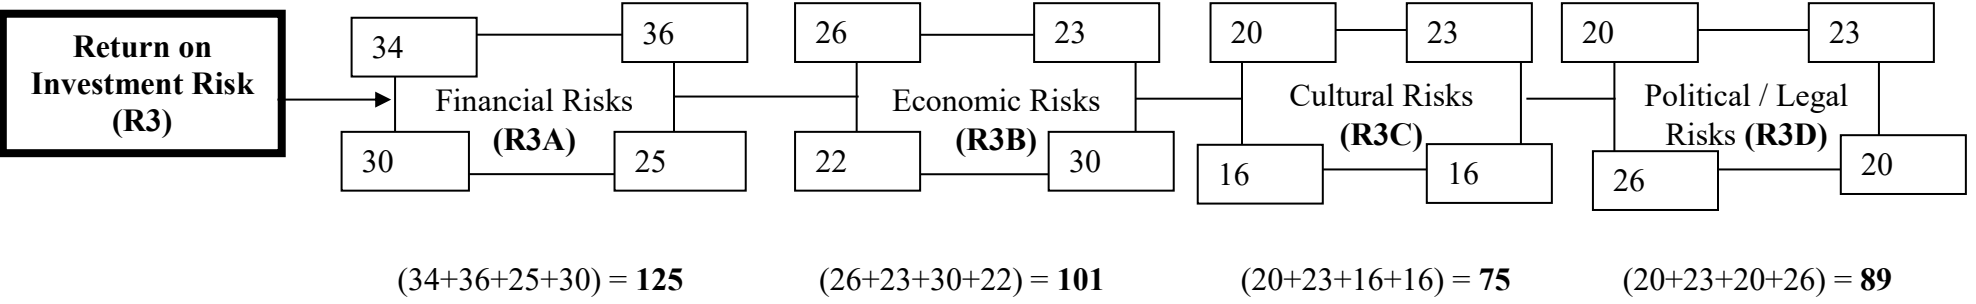 Return on
Investment Risk
(R3)
34
36
Financial Risks
(R3A)
30
25
26
23
Economic Risks
(R3B)
22
30
20
23
Cultural Risks
(R3C)
16
16
20
23
Political / Legal
Risks (R3D)
26
20
(34+36+25+30) = 125
(26+23+30+22) = 101
(20+23+16+16) = 75
(20+23+20+26) = 89